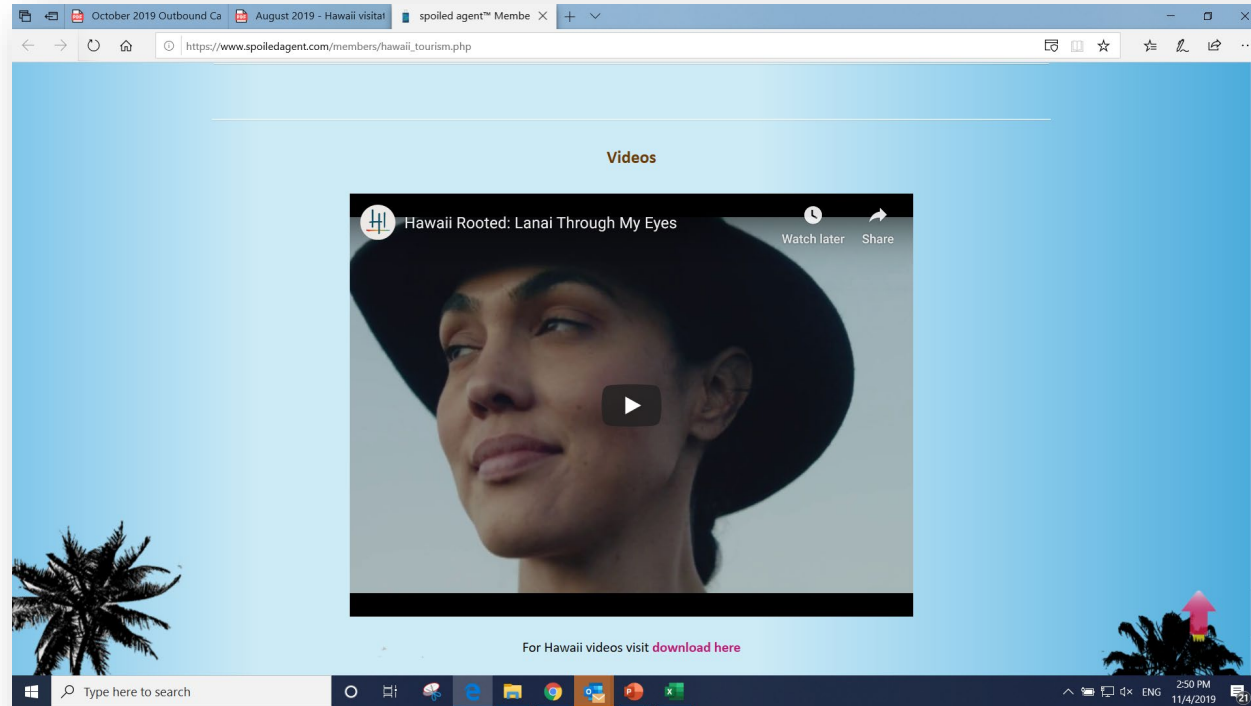 October 2019 Outbound Ca
August 2019 - Hawaii visitat
spoiled agent™ Membe
https://www.spoiledagent.com/members/hawaii_tourism.php
Videos
Hawaii Rooted: Lanai Through My Eyes
Watch later
Share
For Hawaii videos visit download here
Type here to search
ENG
2:50 PM
11/4/2019
21